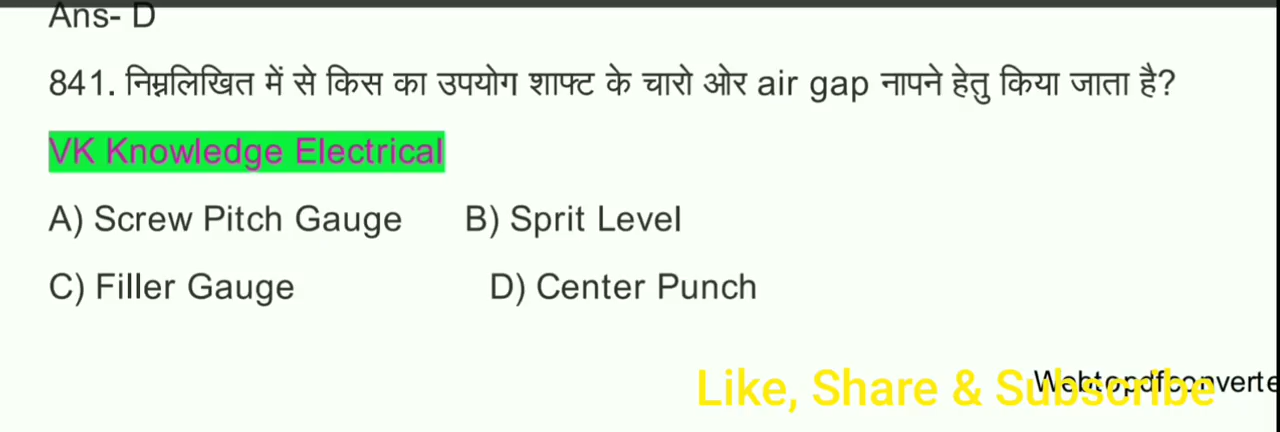 Ans- D
841. निम्नलिखित में से किस का उपयोग शाफ्ट के चारो ओर air gap नापने हेतु किया जाता है?
VK Knowledge Electrical
A) Screw Pitch Gauge B) Sprit Level
C) Filler Gauge D) Center Punch
Like, Share & Subscribe